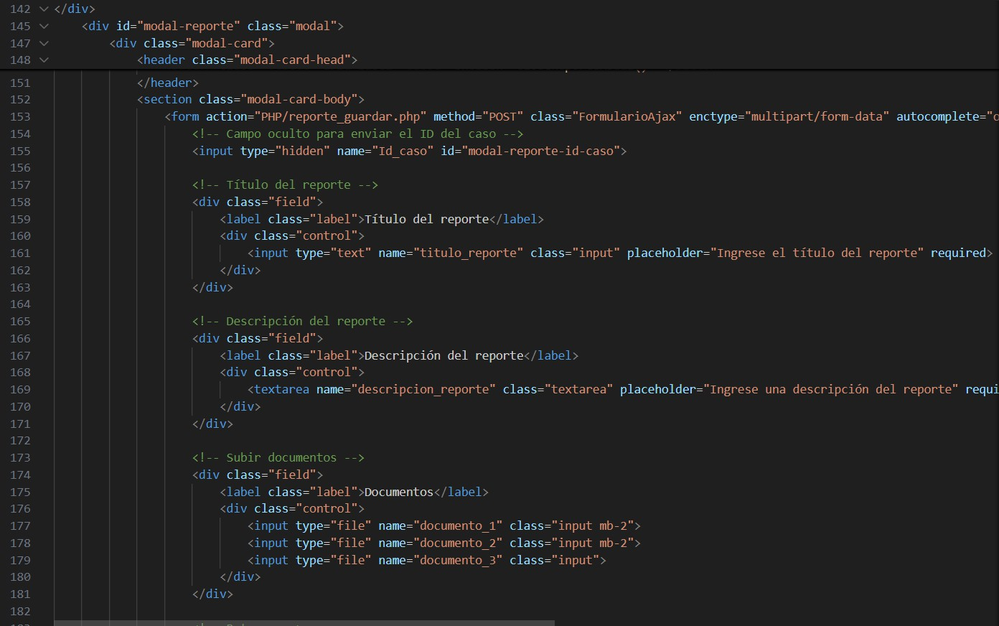 142 </div>
145 <div id="modal-reporte" class="modal">
147 <div class="modal-card">
148 <header class="modal-card-head">
151 </header>
152 <section class="modal-card-body">
153 <form action="PHP/reporte_guardar.php" method="POST" class="FormularioAjax" enctype="multipart/form-data" autocomplete="o
154 <!-- Campo oculto para enviar el ID del caso -->
155 <input type="hidden" name="Id_caso" id="modal-reporte-id-caso">
156
157 <!-- Título del reporte -->
158 <div class="field">
159 <label class="label">Título del reporte</label>
160 <div class="control">
161 <input type="text" name="titulo_reporte" class="input" placeholder="Ingrese el título del reporte" required>
162 </div>
163 </div>
164
165 <!-- Descripción del reporte -->
166 <div class="field">
167 <label class="label">Descripción del reporte</label>
168 <div class="control">
169 <textarea name="descripcion_reporte" class="textarea" placeholder="Ingrese una descripción del reporte" requi
170 </div>
171 </div>
172
173 <!-- Subir documentos -->
174 <div class="field">
175 <label class="label">Documentos</label>
176 <div class="control">
177 <input type="file" name="documento_1" class="input mb-2">
178 <input type="file" name="documento_2" class="input mb-2">
179 <input type="file" name="documento_3" class="input">
180 </div>
181 </div>
182